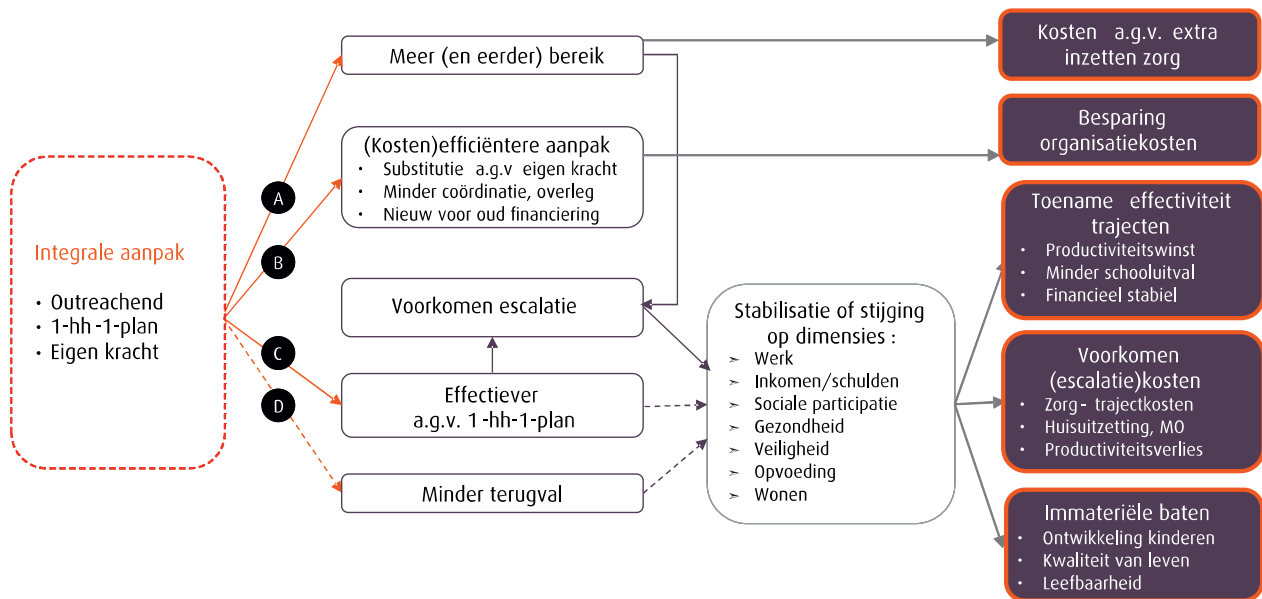 Integrale aanpak
• Outreachend
• 1-hh-1-plan
• Eigen kracht
A
B
C
D
Meer (en eerder) bereik
(Kosten)efficiëntere aanpak
• Substitutie a.g.v eigen kracht
• Minder coördinatie, overleg
• Nieuw voor oud financiering
Voorkomen escalatie
Effectiever
a.g.v. 1-hh-1-plan
Minder terugval
Stabilisatie of stijging
op dimensies :
➢ Werk
➢ Inkomen/schulden
➢ Sociale participatie
➢ Gezondheid
➢ Veiligheid
➢ Opvoeding
➢ Wonen
Kosten a.g.v. extra
inzetten zorg
Besparing
organisatiekosten
Toename effectiviteit
trajecten
• Productiviteitswinst
• Minder schooluitval
• Financieel stabiel
Voorkomen
(escalatie)kosten
• Zorg- trajectkosten
• Huisuitzetting, MO
• Productiviteitsverlies
Immateriële baten
• Ontwikkeling kinderen
• Kwaliteit van leven
• Leefbaarheid